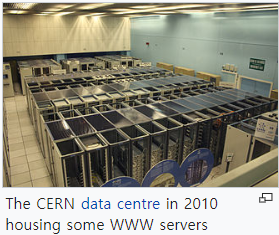 The CERN data centre in 2010
housing some WWW servers